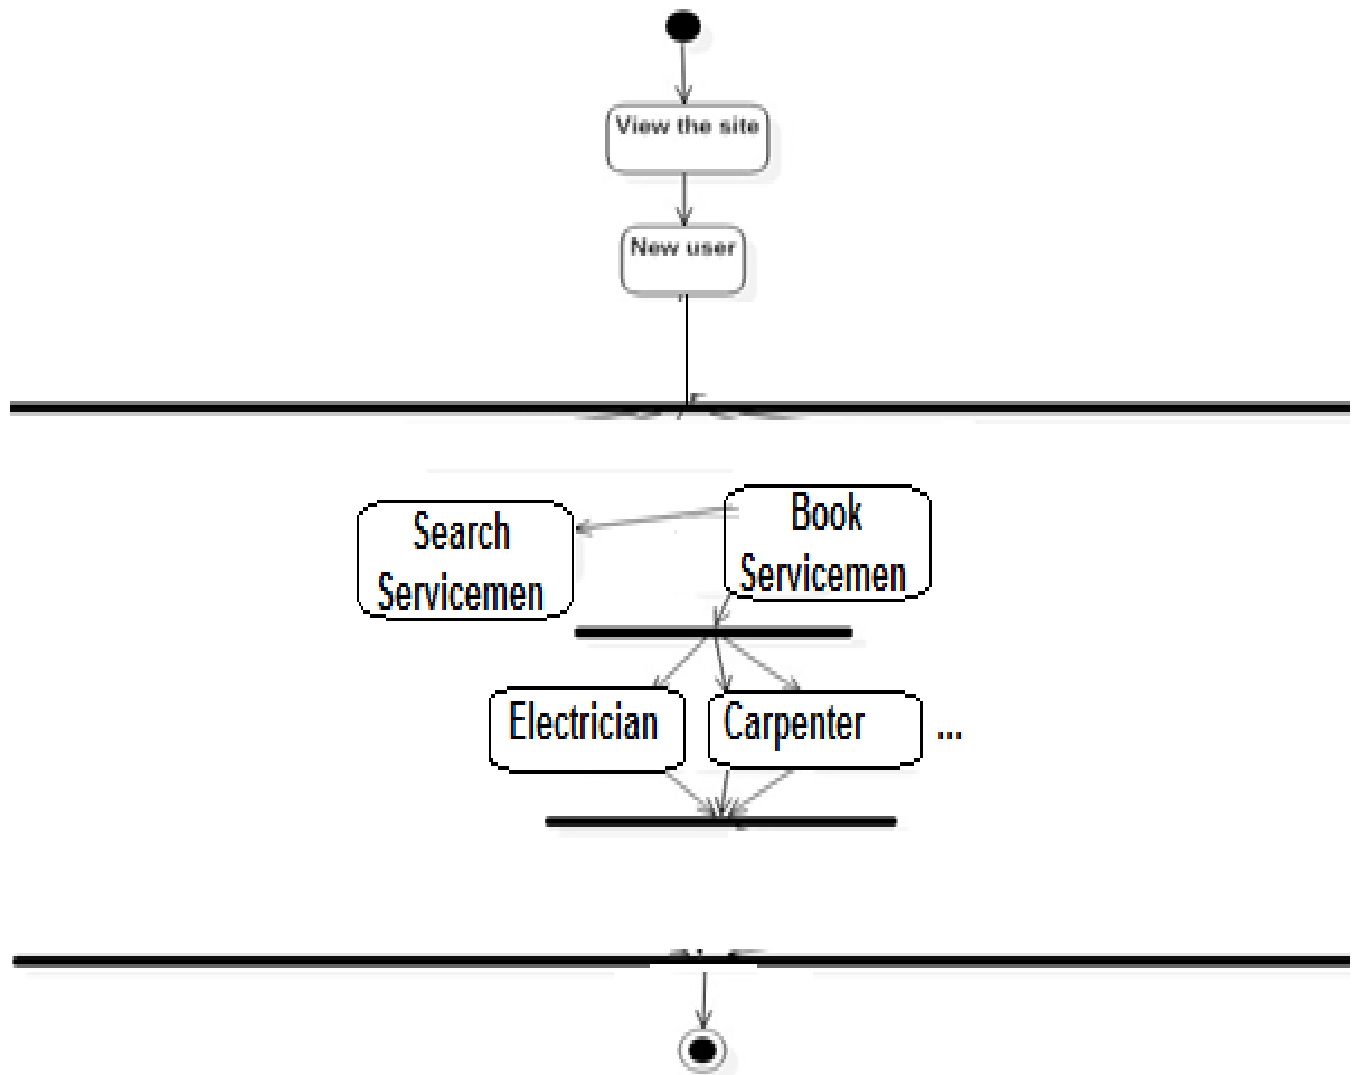 View the site
New user
Search
Servicemen
Book
Servicemen
Electrician
Carpenter
...